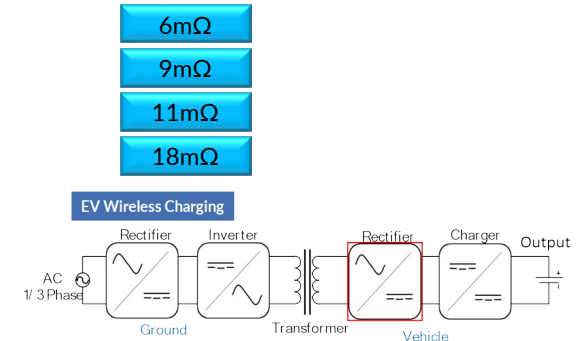 6mΩ
9mΩ
11mΩ
18mΩ
EV Wireless Charging
Rectifier Inverter Rectifier Charger Output
AC
1/ 3 Phase
+
-
Ground Transformer Vehicle